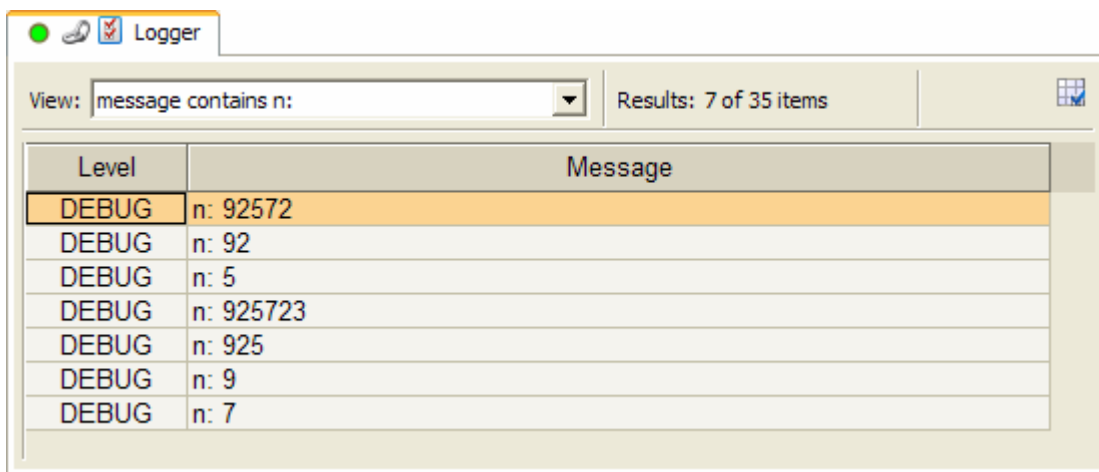 Logger
View: message contains n: Results: 7 of 35 items
Level Message
DEBUG n: 92572
DEBUG n: 92
DEBUG n: 5
DEBUG n: 925723
DEBUG n: 925
DEBUG n: 9
DEBUG n: 7